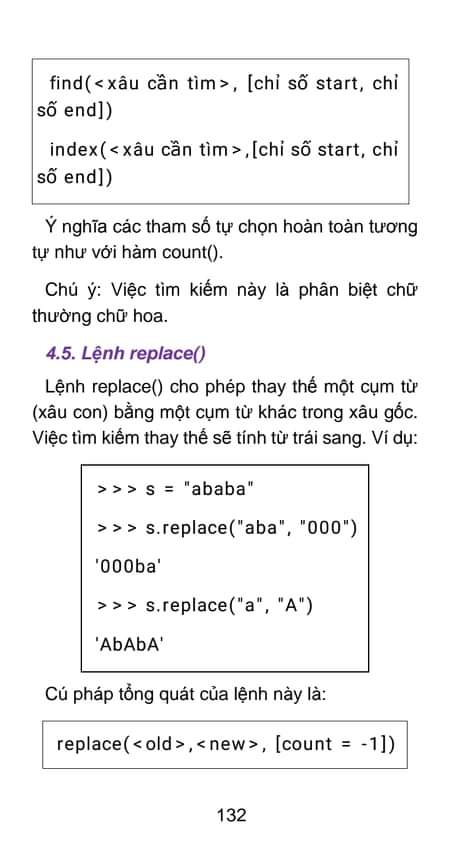 find(<xâu cần tìm>, [chỉ số start, chỉ
số end])
index(<xâu cần tìm>,[chỉ số start, chỉ
số end])
Ý nghĩa các tham số tự chọn hoàn toàn tương
tự như với hàm count().
Chú ý: Việc tìm kiếm này là phân biệt chữ
thường chữ hoa.
4.5. Lệnh replace()
Lệnh replace() cho phép thay thế một cụm từ
(xâu con) bằng một cụm từ khác trong xâu gốc.
Việc tìm kiếm thay thế sẽ tính từ trái sang. Ví dụ:
>>> s = "ababa"
>>> s.replace("aba", "000")
'000ba'
>>> s.replace("a", "A")
'AbAbA'
Cú pháp tổng quát của lệnh này là:
replace(<old>,<new>, [count = -1])
132